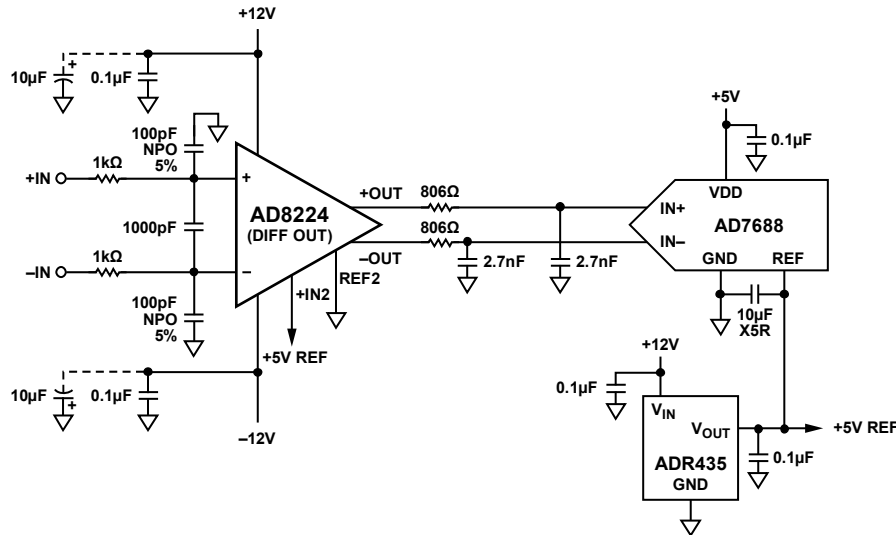 +12V
10µF
+
0.1µF
100pF
NPO
5%
+IN
1kΩ
1000pF
–IN
1kΩ
100pF
NPO
5%
+
–
AD8224
(DIFF OUT)
+OUT
–OUT
+IN2
REF2
+5V REF
10µF
+
0.1µF
–12V
806Ω
806Ω
2.7nF
2.7nF
+5V
0.1µF
VDD
IN+
IN–
AD7688
GND
REF
10µF
X5R
+12V
0.1µF
VIN
VOUT
ADR435
GND
+5V REF
0.1µF